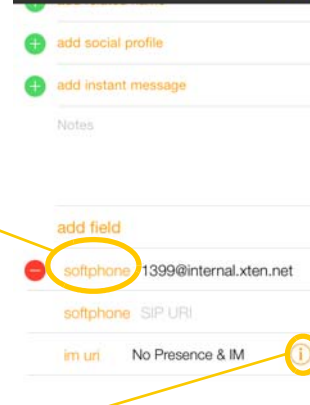 add social profile
add instant message
Notes
add field
softphone 1399@internal.xten.net
softphone SIP URI
im uri No Presence & IM